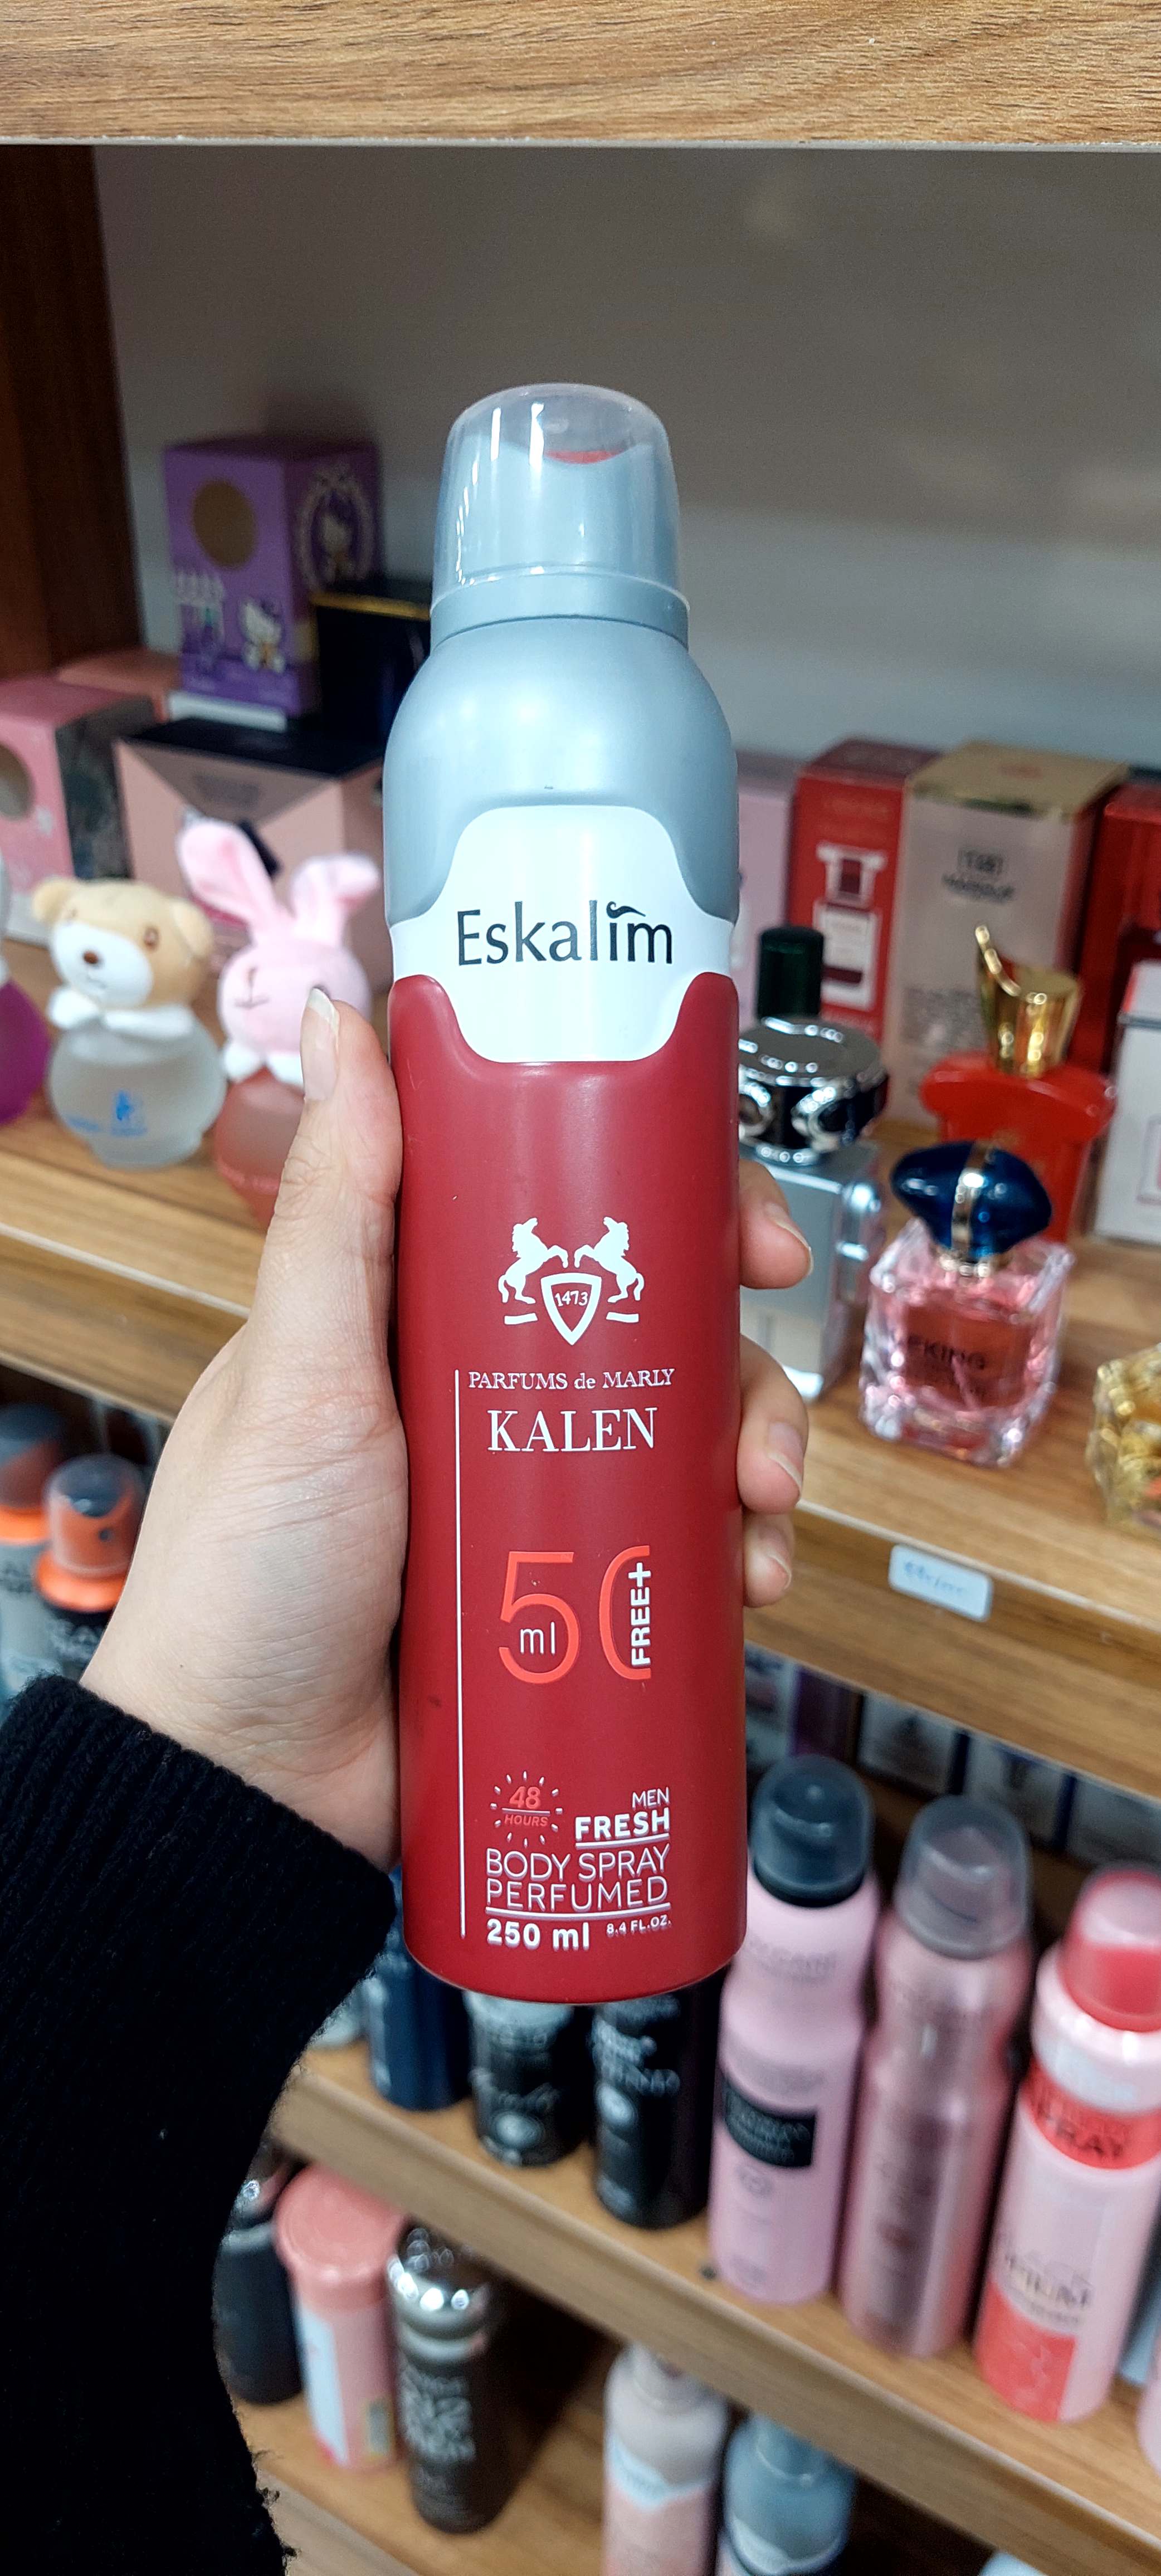 Eskalim
1473
PARFUMS de MARLY
KALEN
50
ml
FREE+
48
HOURS
MEN
FRESH
BODY SPRAY
PERFUMED
250 ml 8.4 FL.OZ.